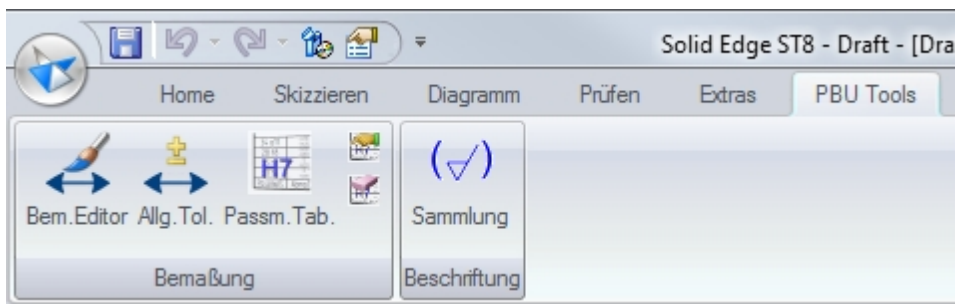 Solid Edge ST8 - Draft - [Dra
Home Skizzieren Diagramm Prüfen Extras PBU Tools
H7
Bem.Editor Allg.Tol. Passm.Tab. Sammlung
Bemaßung Beschriftung